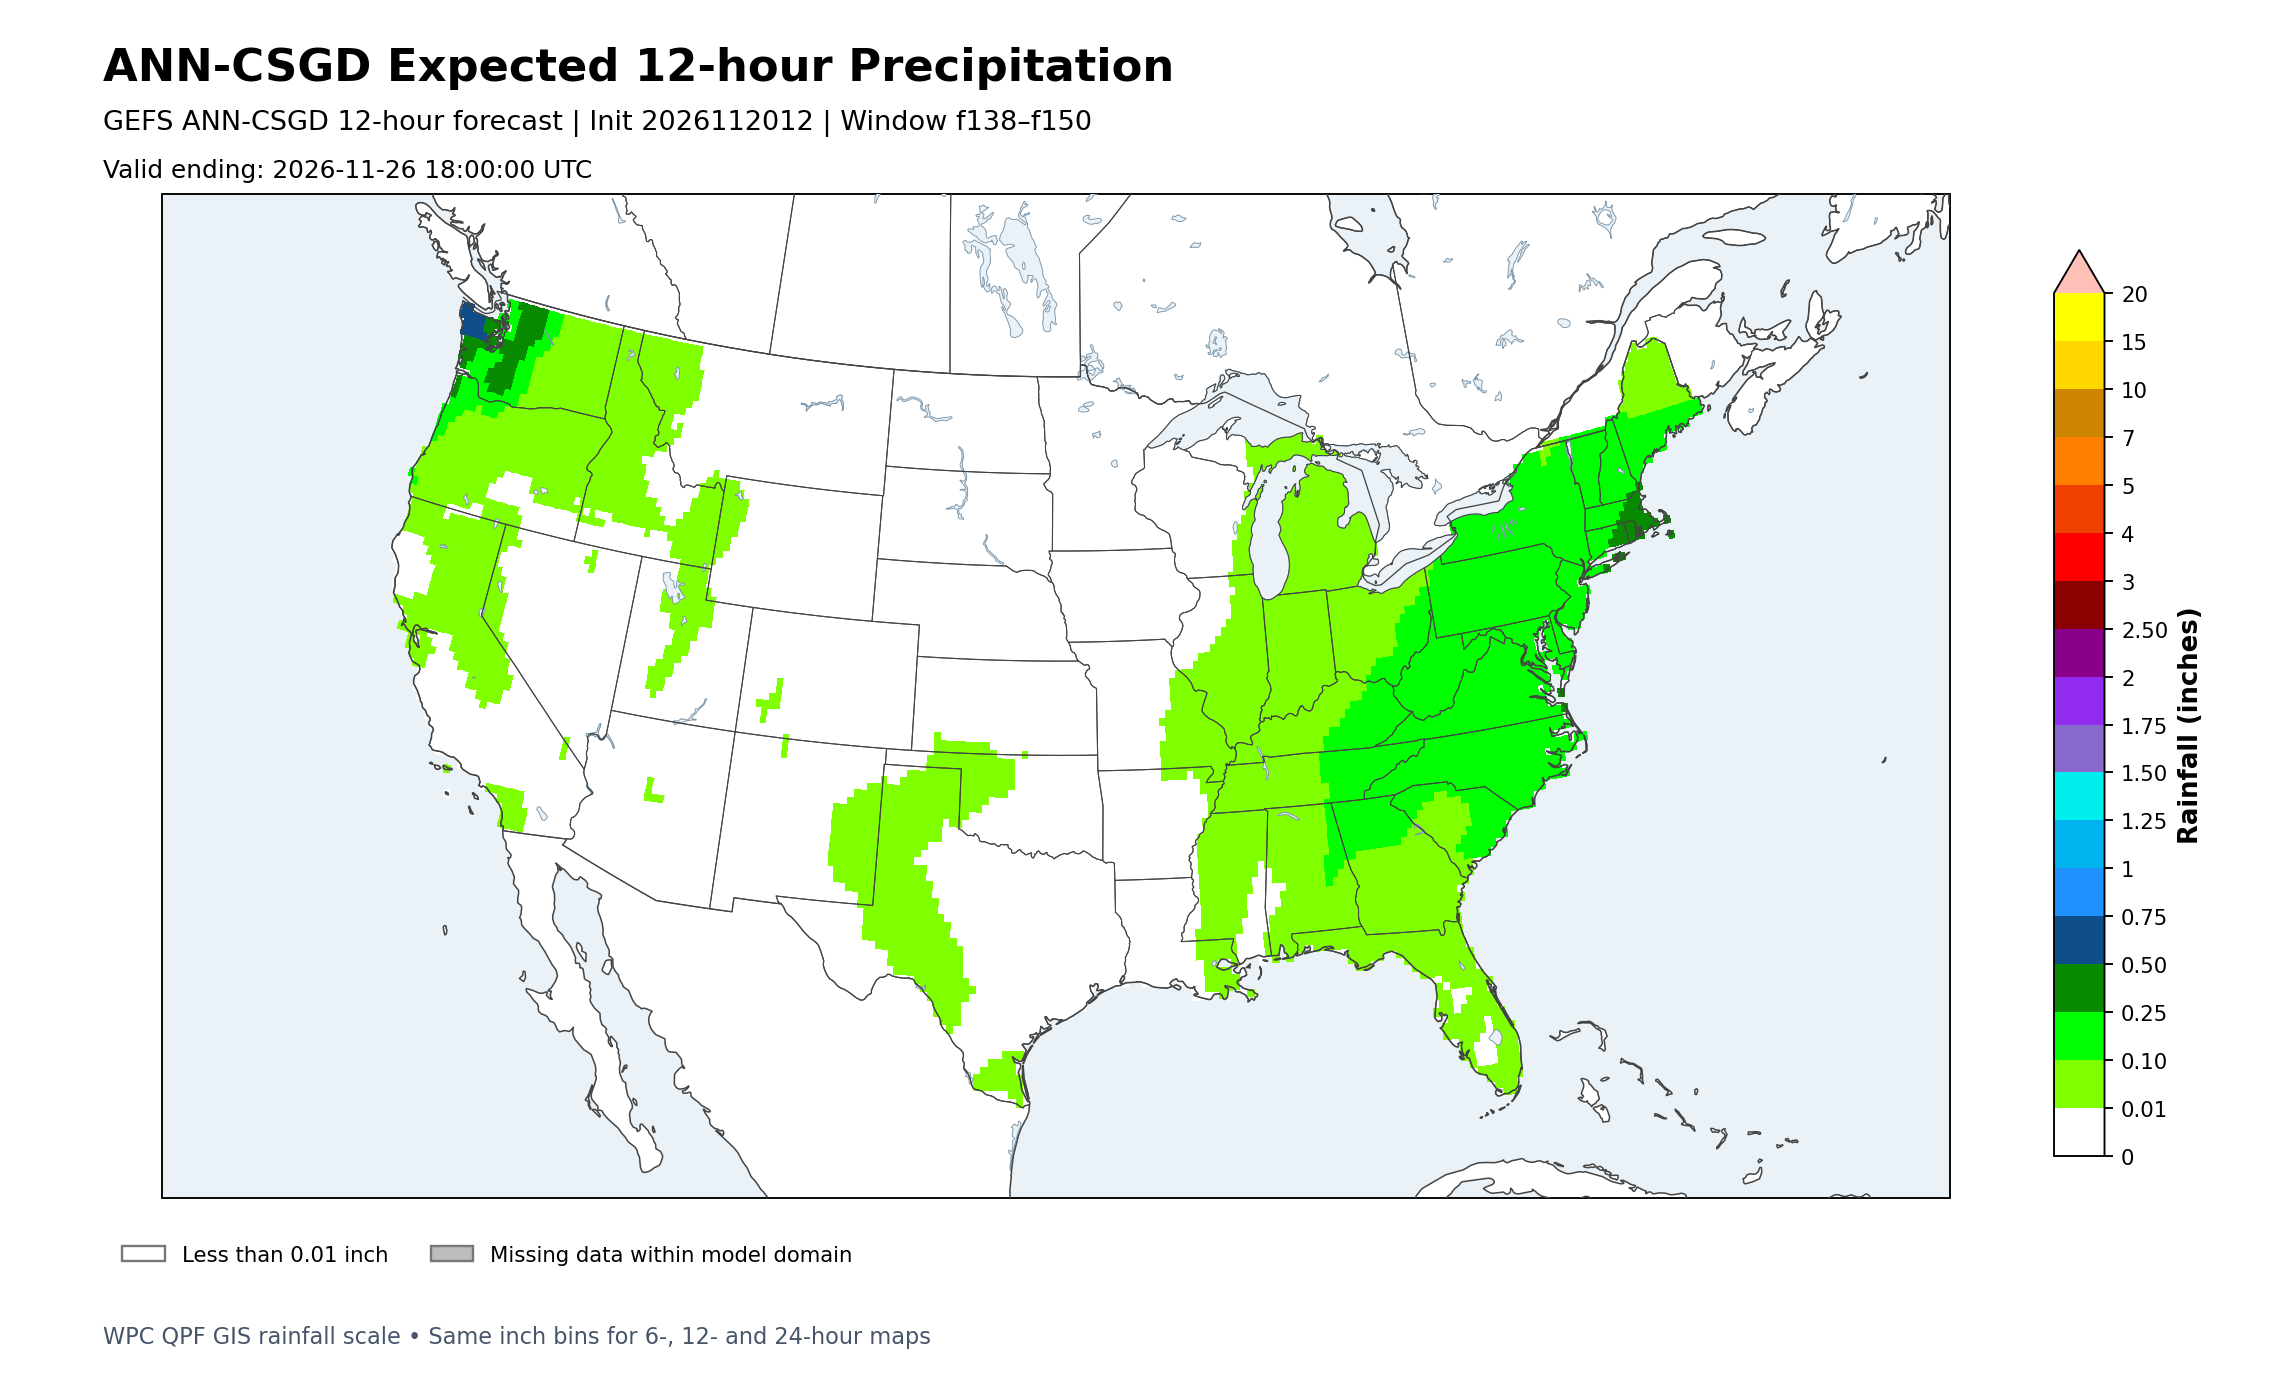 ANN-CSGD Expected 12-hour Precipitation
GEFS ANN-CSGD 12-hour forecast | Init 2026112012 | Window f138–f150
Valid ending: 2026-11-26 18:00:00 UTC
20
15
10
7
5
4
3
2.50
2
1.75
1.50
1.25
1
0.75
0.50
0.25
0.10
0.01
0
Rainfall (inches)
Less than 0.01 inch
Missing data within model domain
WPC QPF GIS rainfall scale • Same inch bins for 6-, 12- and 24-hour maps